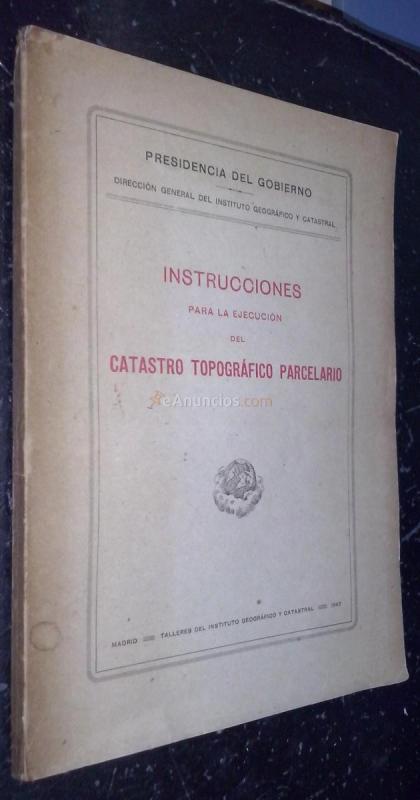 PRESIDENCIA DEL GOBIERNO
DIRECCIÓN GENERAL DEL INSTITUTO GEOGRÁFICO Y CATASTRAL
INSTRUCCIONES
PARA LA EJECUCIÓN
DEL
CATASTRO TOPOGRÁFICO PARCELARIO
eAnuncios.com
MADRID TALLERES DEL INSTITUTO GEOGRÁFICO Y CATASTRAL